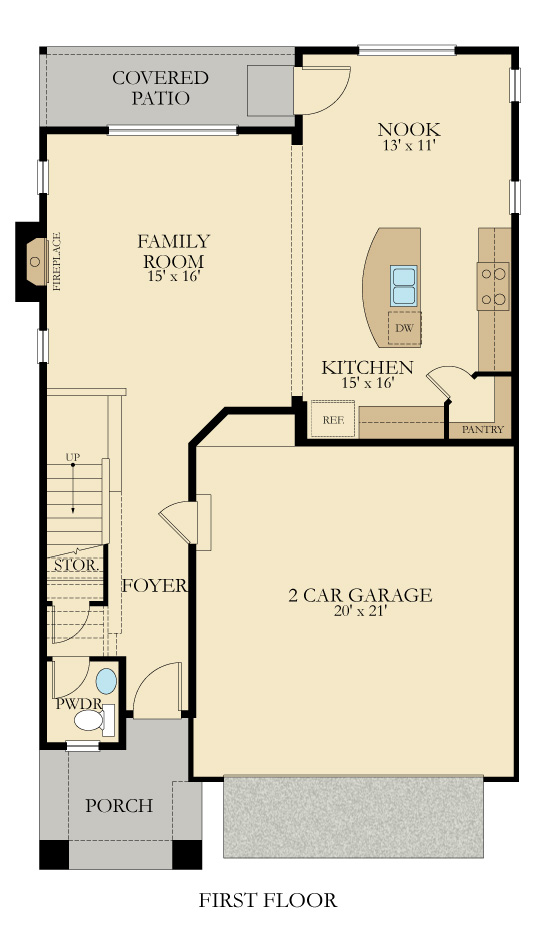 COVERED
PATIO
NOOK
13' x 11'
FAMILY
ROOM
15' x 16'
FIREPLACE
DW
KITCHEN
15' x 16'
REF.
PANTRY
UP
STOR.
FOYER
2 CAR GARAGE
20' x 21'
PWDR
PORCH
FIRST FLOOR